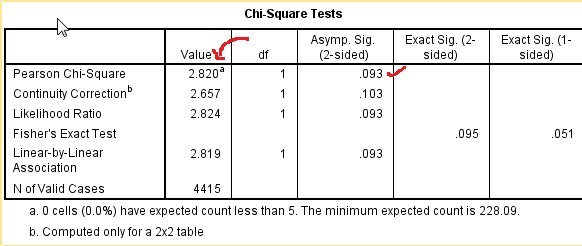 Chi-Square Tests
Value df Asymp. Sig. (2-sided) Exact Sig. (2-sided) Exact Sig. (1-sided)
Pearson Chi-Square 2.820a 1 .093
Continuity Correctionb 2.657 1 .103
Likelihood Ratio 2.824 1 .093
Fisher's Exact Test .095 .051
Linear-by-Linear Association 2.819 1 .093
N of Valid Cases 4415
a. 0 cells (0.0%) have expected count less than 5. The minimum expected count is 228.09.
b. Computed only for a 2x2 table